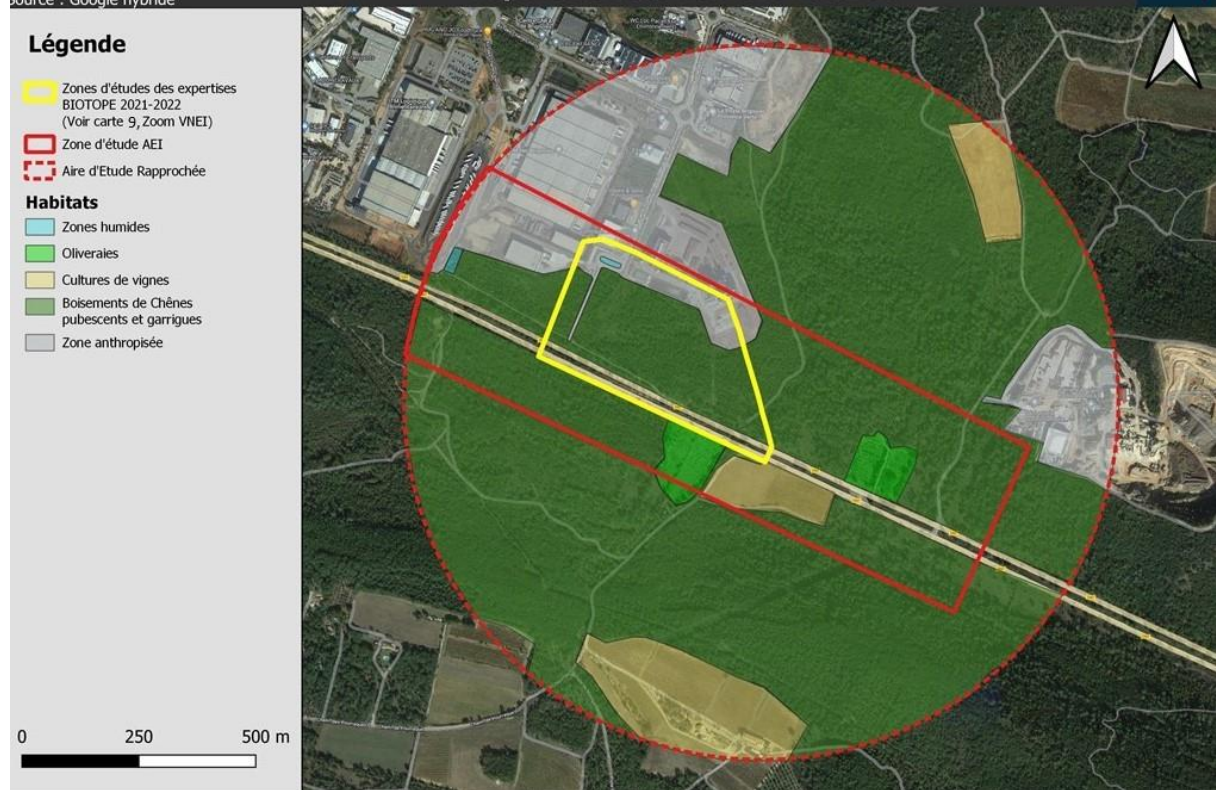 Source : Google hybride
Légende
Zones d'études des expertises
BIOTOPE 2021-2022
(Voir carte 9, Zoom VNEI)
Zone d'étude AEI
Aire d'Etude Rapprochée
Habitats
Zones humides
Oliveraies
Cultures de vignes
Boisements de Chênes
pubescents et garrigues
Zone anthropisée
0 250 500 m